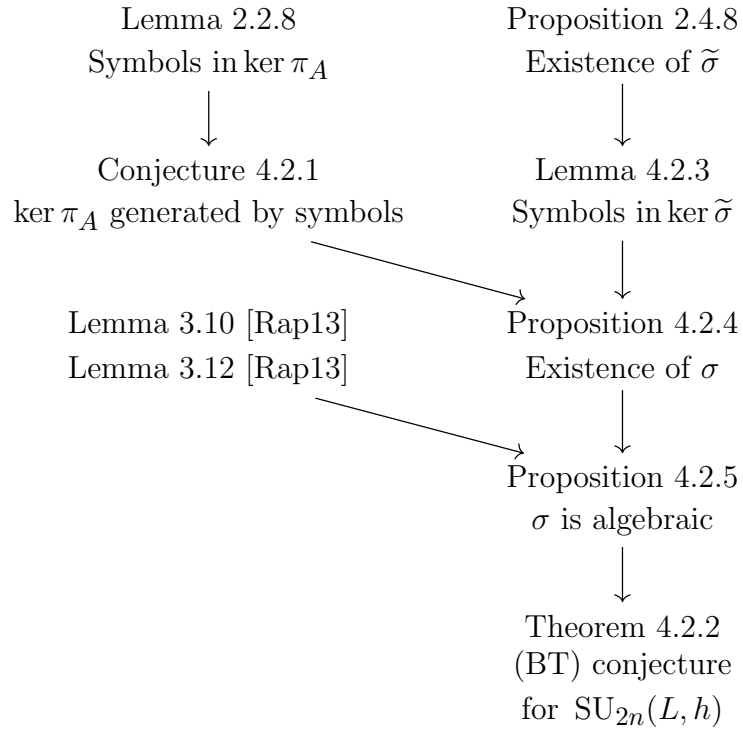 Lemma 2.2.8
Symbols in ker π_A
Proposition 2.4.8
Existence of σ̃
Conjecture 4.2.1
ker π_A generated by symbols
Lemma 4.2.3
Symbols in ker σ̃
Lemma 3.10 [Rap13]
Lemma 3.12 [Rap13]
Proposition 4.2.4
Existence of σ
Proposition 4.2.5
σ is algebraic
Theorem 4.2.2
(BT) conjecture
for SU_{2n}(L, h)